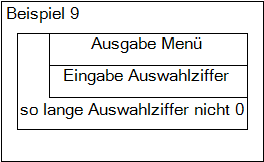 Beispiel 9
Ausgabe Menü
Eingabe Auswahlziffer
so lange Auswahlziffer nicht 0